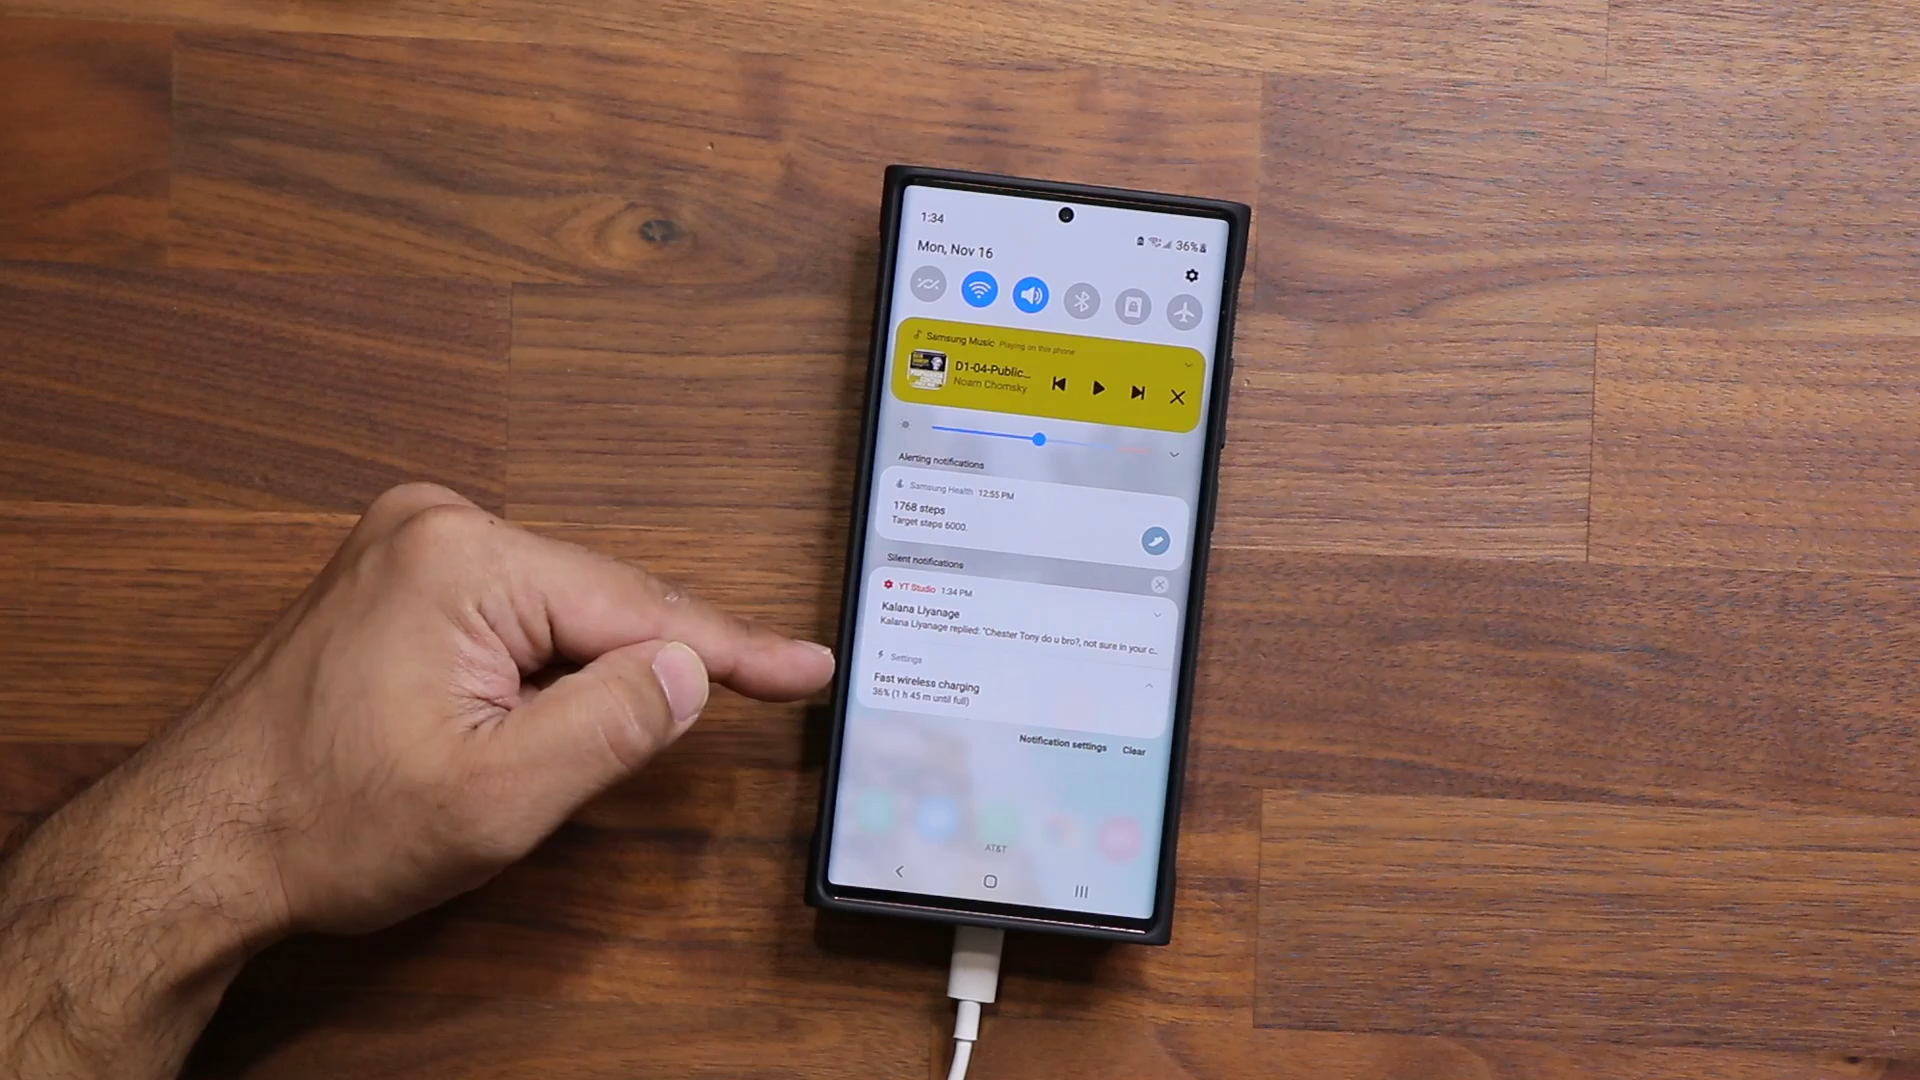 1:34
36%
Mon, Nov 16
Samsung Music Playing on this phone
D1-04-Public...
Noam Chomsky
Alerting notifications
Samsung Health 12:55 PM
1768 steps
Target steps 6000.
Silent notifications
YT Studio 1:34 PM
Kalana Liyanage
Kalana Liyanage replied: "Chester Tony do u bro?, not sure in your c..
Settings
Fast wireless charging
36% (1 h 45 m until full)
Notification settings Clear
AT&T